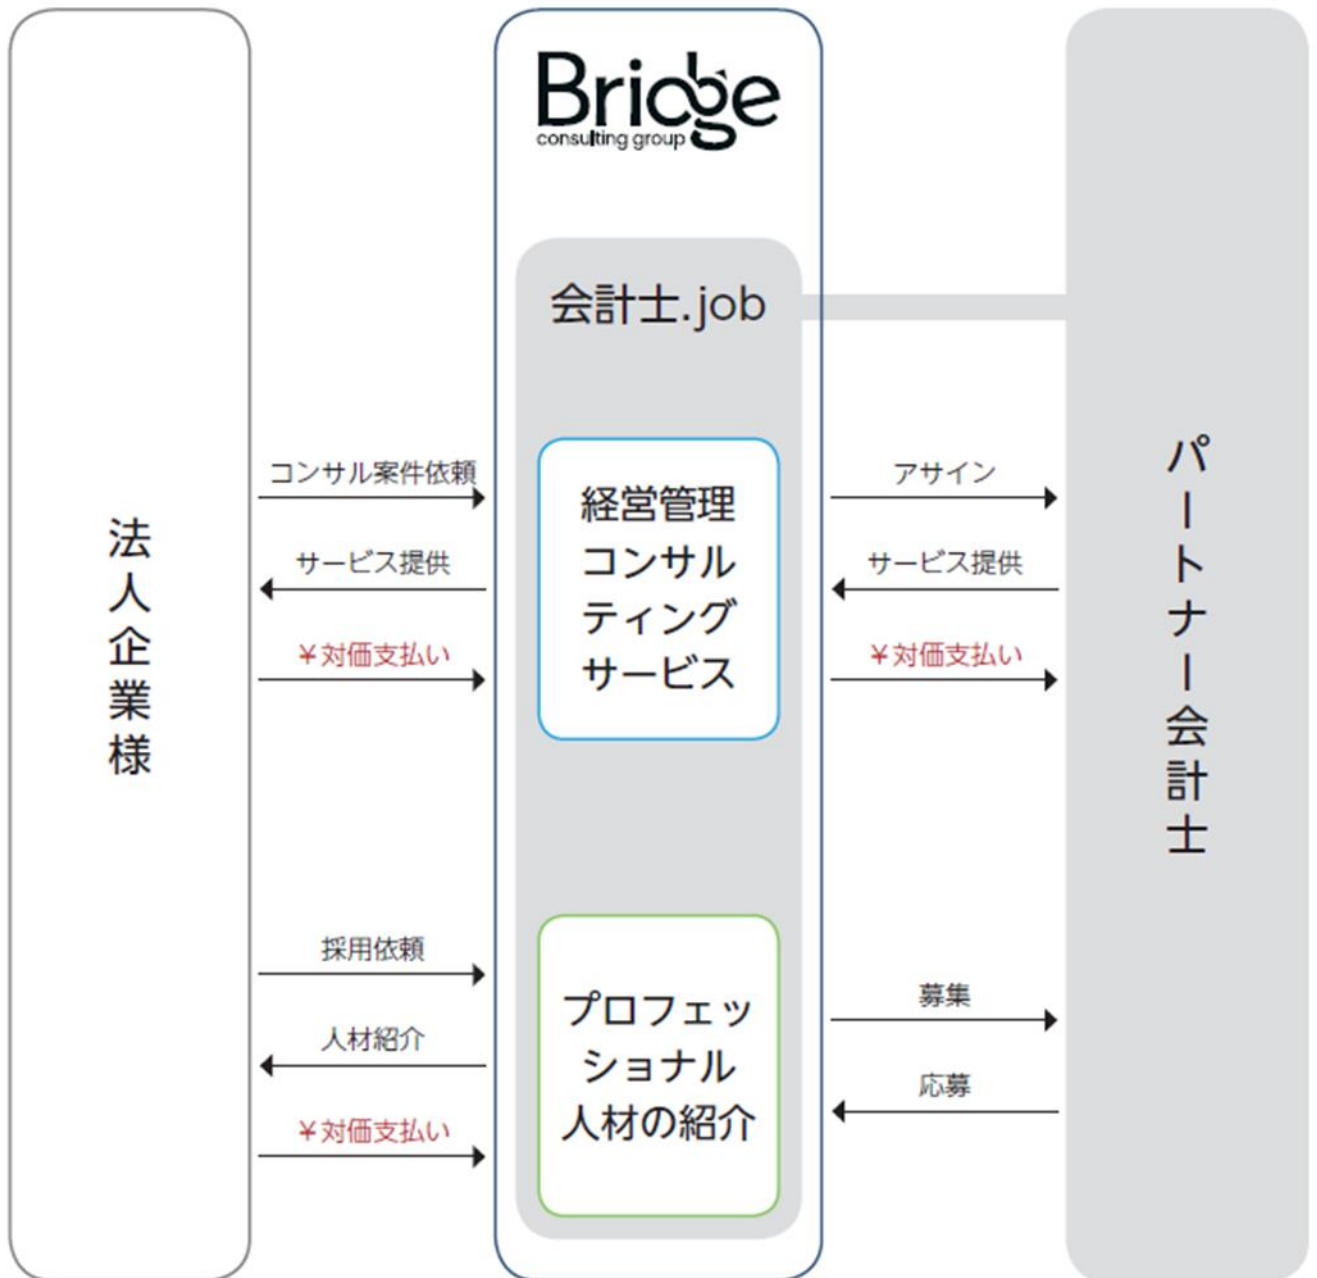 Bridge
consulting group
会計士.job
法人企業様
コンサル案件依頼
サービス提供
￥対価支払い
経営管理
コンサル
ティング
サービス
アサイン
サービス提供
￥対価支払い
パートナー会計士
採用依頼
人材紹介
￥対価支払い
プロフェッ
ショナル
人材の紹介
募集
応募